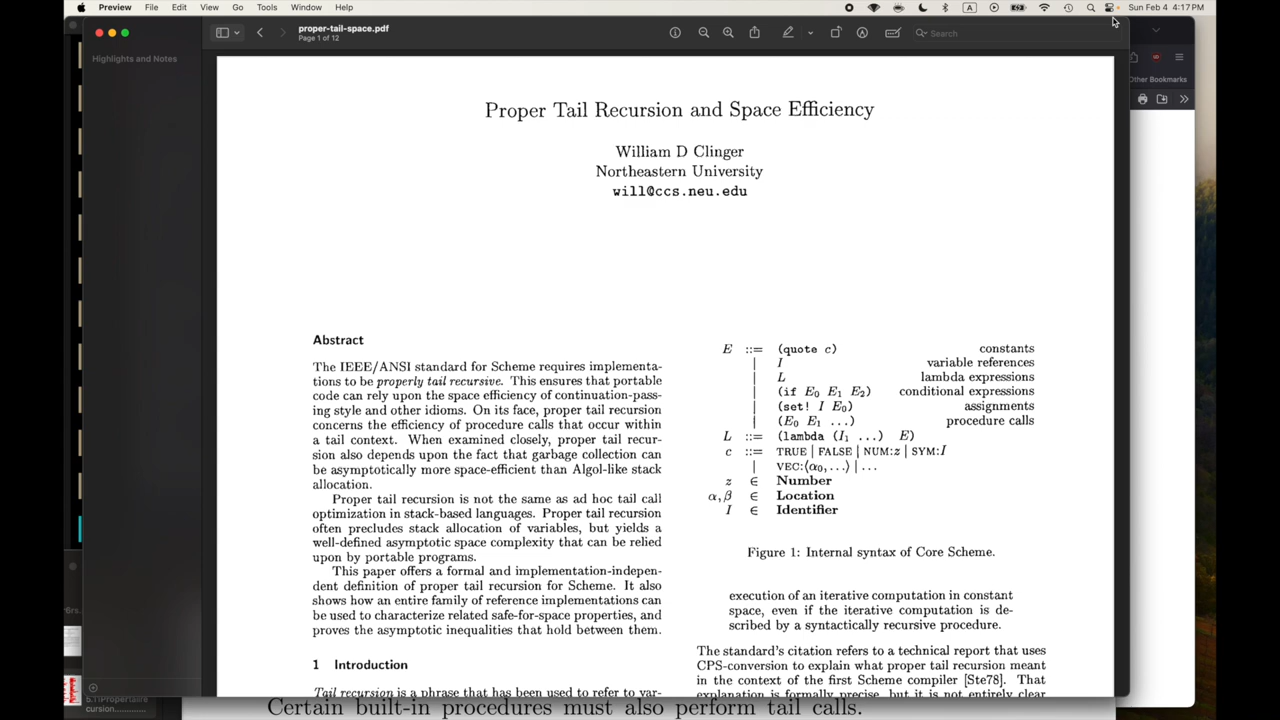 Preview File Edit View Go Tools Window Help
A
Sun Feb 4 4:17 PM
proper-tail-space.pdf
Page 1 of 12
Search
Highlights and Notes
Other Bookmarks
Proper Tail Recursion and Space Efficiency
William D Clinger
Northeastern University
will@ccs.neu.edu
Abstract
The IEEE/ANSI standard for Scheme requires implementa-
tions to be properly tail recursive. This ensures that portable
code can rely upon the space efficiency of continuation-pass-
ing style and other idioms. On its face, proper tail recursion
concerns the efficiency of procedure calls that occur within
a tail context. When examined closely, proper tail recur-
sion also depends upon the fact that garbage collection can
be asymptotically more space-efficient than Algol-like stack
allocation.
Proper tail recursion is not the same as ad hoc tail call
optimization in stack-based languages. Proper tail recursion
often precludes stack allocation of variables, but yields a
well-defined asymptotic space complexity that can be relied
upon by portable programs.
This paper offers a formal and implementation-indepen-
dent definition of proper tail recursion for Scheme. It also
shows how an entire family of reference implementations can
be used to characterize related safe-for-space properties, and
proves the asymptotic inequalities that hold between them.
1 Introduction
Tail recursion is a phrase that has been used to refer to var-
E ::= (quote c) constants
| I variable references
| L lambda expressions
| (if E₀ E₁ E₂) conditional expressions
| (set! I E₀) assignments
| (E₀ E₁ ...) procedure calls
L ::= (lambda (I₁ ...) E)
c ::= TRUE | FALSE | NUM:z | SYM:I
| VEC:⟨α₀,...⟩ | ...
z ∈ Number
α,β ∈ Location
I ∈ Identifier
Figure 1: Internal syntax of Core Scheme.
execution of an iterative computation in constant
space, even if the iterative computation is de-
scribed by a syntactically recursive procedure.
The standard's citation refers to a technical report that uses
CPS-conversion to explain what proper tail recursion meant
in the context of the first Scheme compiler [Ste78]. That
explanation is formally precise, but it is not entirely clear
Certain built-in procedures must also perform tail calls.